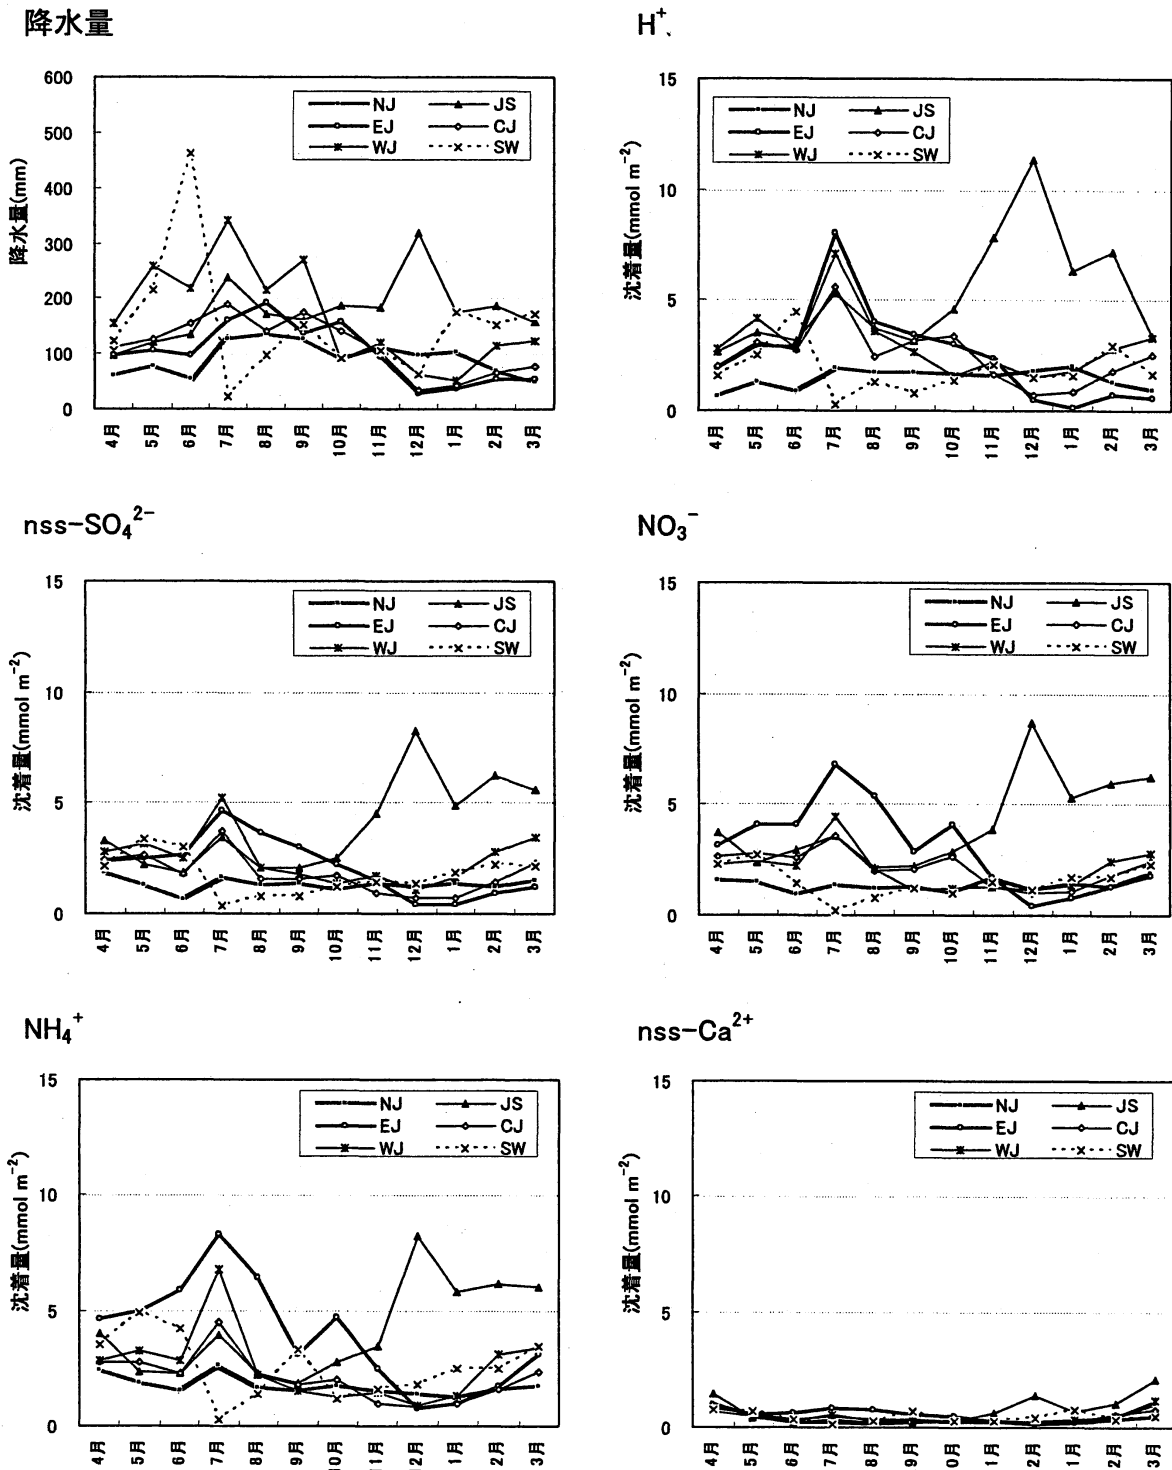 降水量
降水量(mm)
600
500
400
300
200
100
0
NJ
JS
EJ
CJ
WJ
SW
4月
5月
6月
7月
8月
9月
10月
11月
12月
1月
2月
3月
H+
沈着量(mmol m-2)
15
10
5
0
NJ
JS
EJ
CJ
WJ
SW
4月
5月
6月
7月
8月
9月
10月
11月
12月
1月
2月
3月
nss-SO42-
沈着量(mmol m-2)
15
10
5
0
NJ
JS
EJ
CJ
WJ
SW
4月
5月
6月
7月
8月
9月
10月
11月
12月
1月
2月
3月
NO3-
沈着量(mmol m-2)
15
10
5
0
NJ
JS
EJ
CJ
WJ
SW
4月
5月
6月
7月
8月
9月
10月
11月
12月
1月
2月
3月
NH4+
沈着量(mmol m-2)
15
10
5
0
NJ
JS
EJ
CJ
WJ
SW
4月
5月
6月
7月
8月
9月
0月
1月
2月
1月
2月
3月
nss-Ca2+
沈着量(mmol m-2)
15
10
5
0
NJ
JS
EJ
CJ
WJ
SW
4月
5月
6月
7月
8月
9月
0月
1月
2月
1月
2月
3月